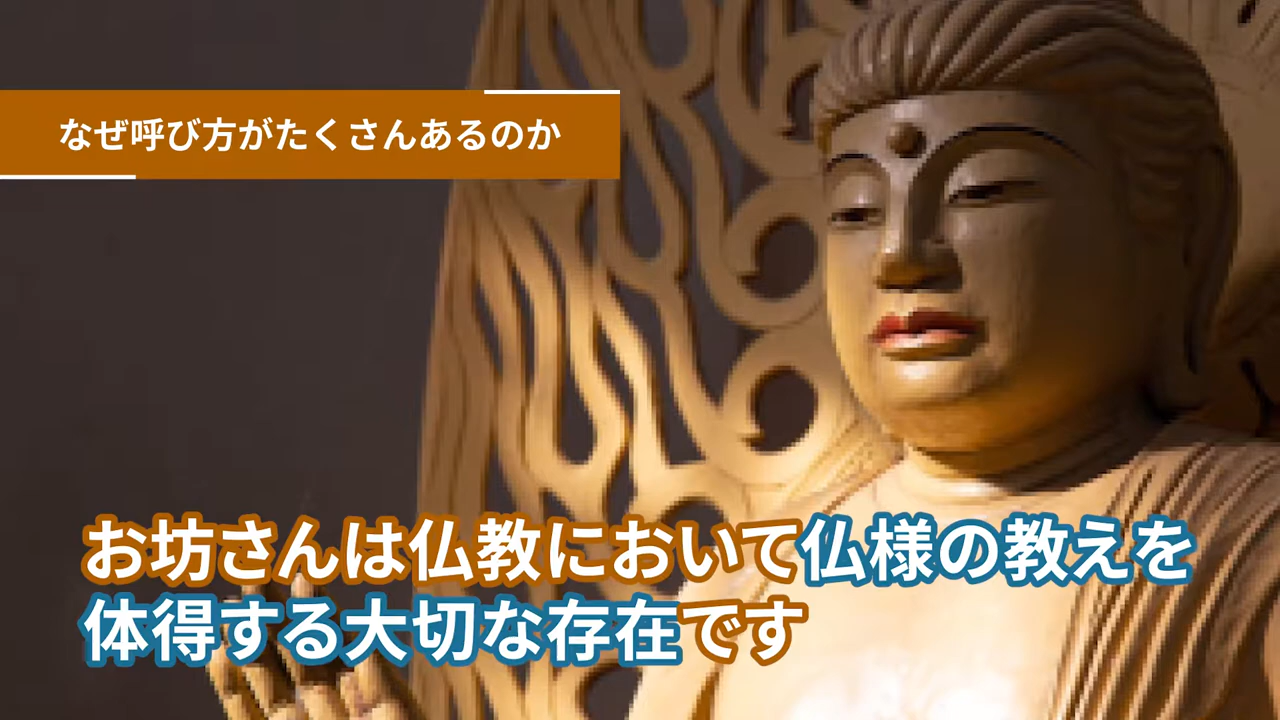 なぜ呼び方がたくさんあるのか
お坊さんは仏教において仏様の教えを
体得する大切な存在です